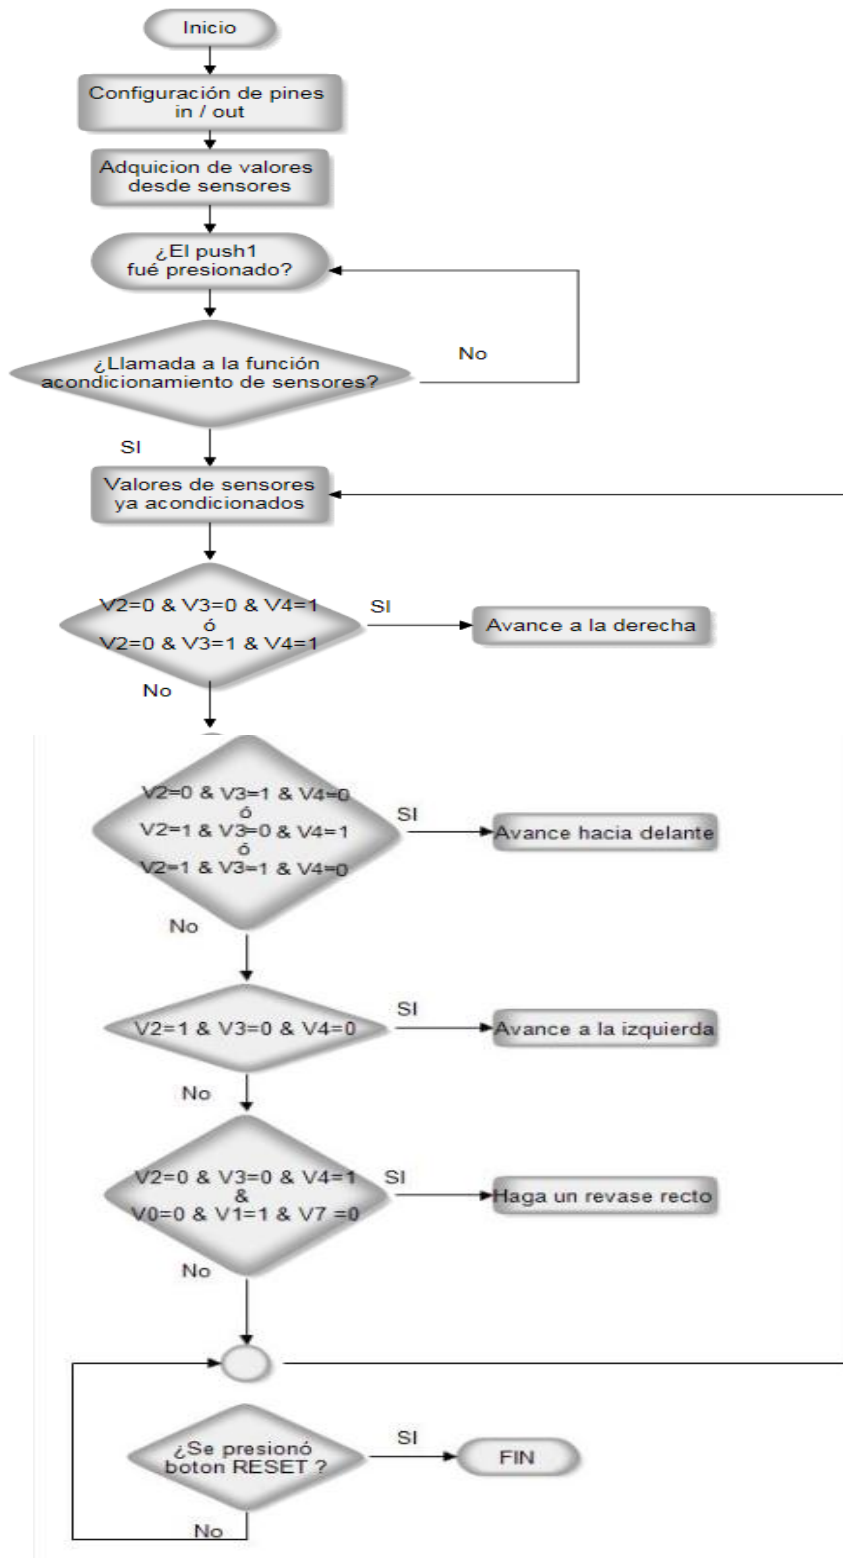 Inicio
Configuración de pines
in / out
Adquicion de valores
desde sensores
¿El push1
fué presionado?
¿Llamada a la función
acondicionamiento de sensores?
No
SI
Valores de sensores
ya acondicionados
V2=0 & V3=0 & V4=1
ó
V2=0 & V3=1 & V4=1
SI
Avance a la derecha
No
V2=0 & V3=1 & V4=0
ó
V2=1 & V3=0 & V4=1
ó
V2=1 & V3=1 & V4=0
SI
Avance hacia delante
No
V2=1 & V3=0 & V4=0
SI
Avance a la izquierda
No
V2=0 & V3=0 & V4=1
&
V0=0 & V1=1 & V7 =0
SI
Haga un revase recto
No
¿Se presionó
boton RESET ?
SI
FIN
No